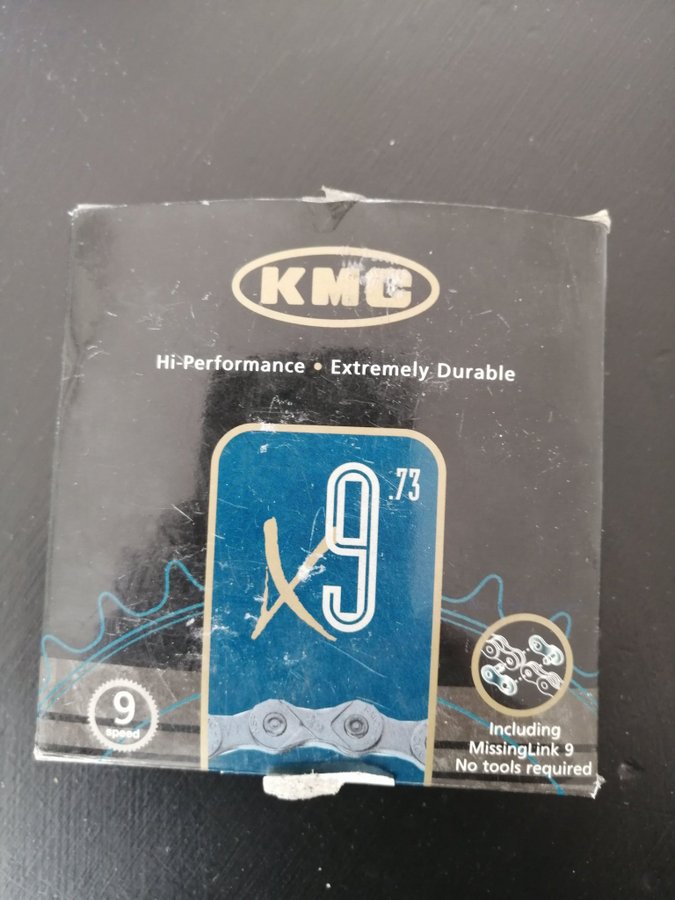 KMC
Hi-Performance • Extremely Durable
X9.73
9
speed
Including
MissingLink 9
No tools required